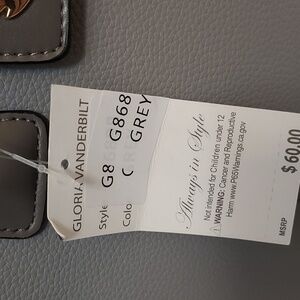 GLORIA VANDERBILT
Style G8 G868
Colo C GREY
Always in Style
Not intended for Children under 12
⚠WARNING: Cancer and Reproductive
Harm www.P65Warnings.ca.gov
MSRP $ 60.00